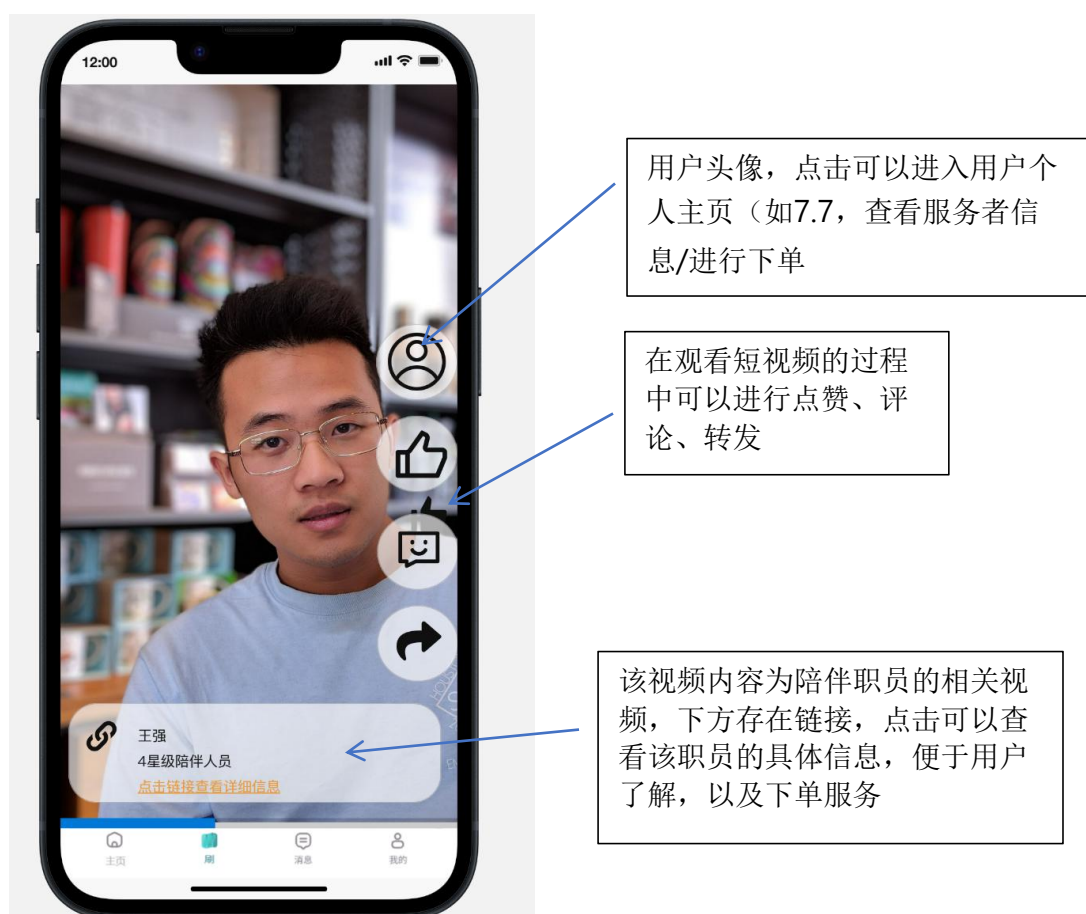 12:00
用户头像，点击可以进入用户个
人主页（如7.7，查看服务者信
息/进行下单
在观看短视频的过程
中可以进行点赞、评
论、转发
该视频内容为陪伴职员的相关视
频，下方存在链接，点击可以查
看该职员的具体信息，便于用户
了解，以及下单服务
王强
4星级陪伴人员
点击链接查看详细信息
主页
刷
消息
我的